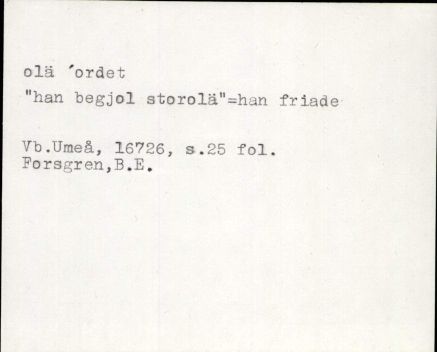 olä ´ordet
"han begjol storolä"=han friade
Vb.Umeå, 16726, s.25 fol.
Forsgren,B.E.